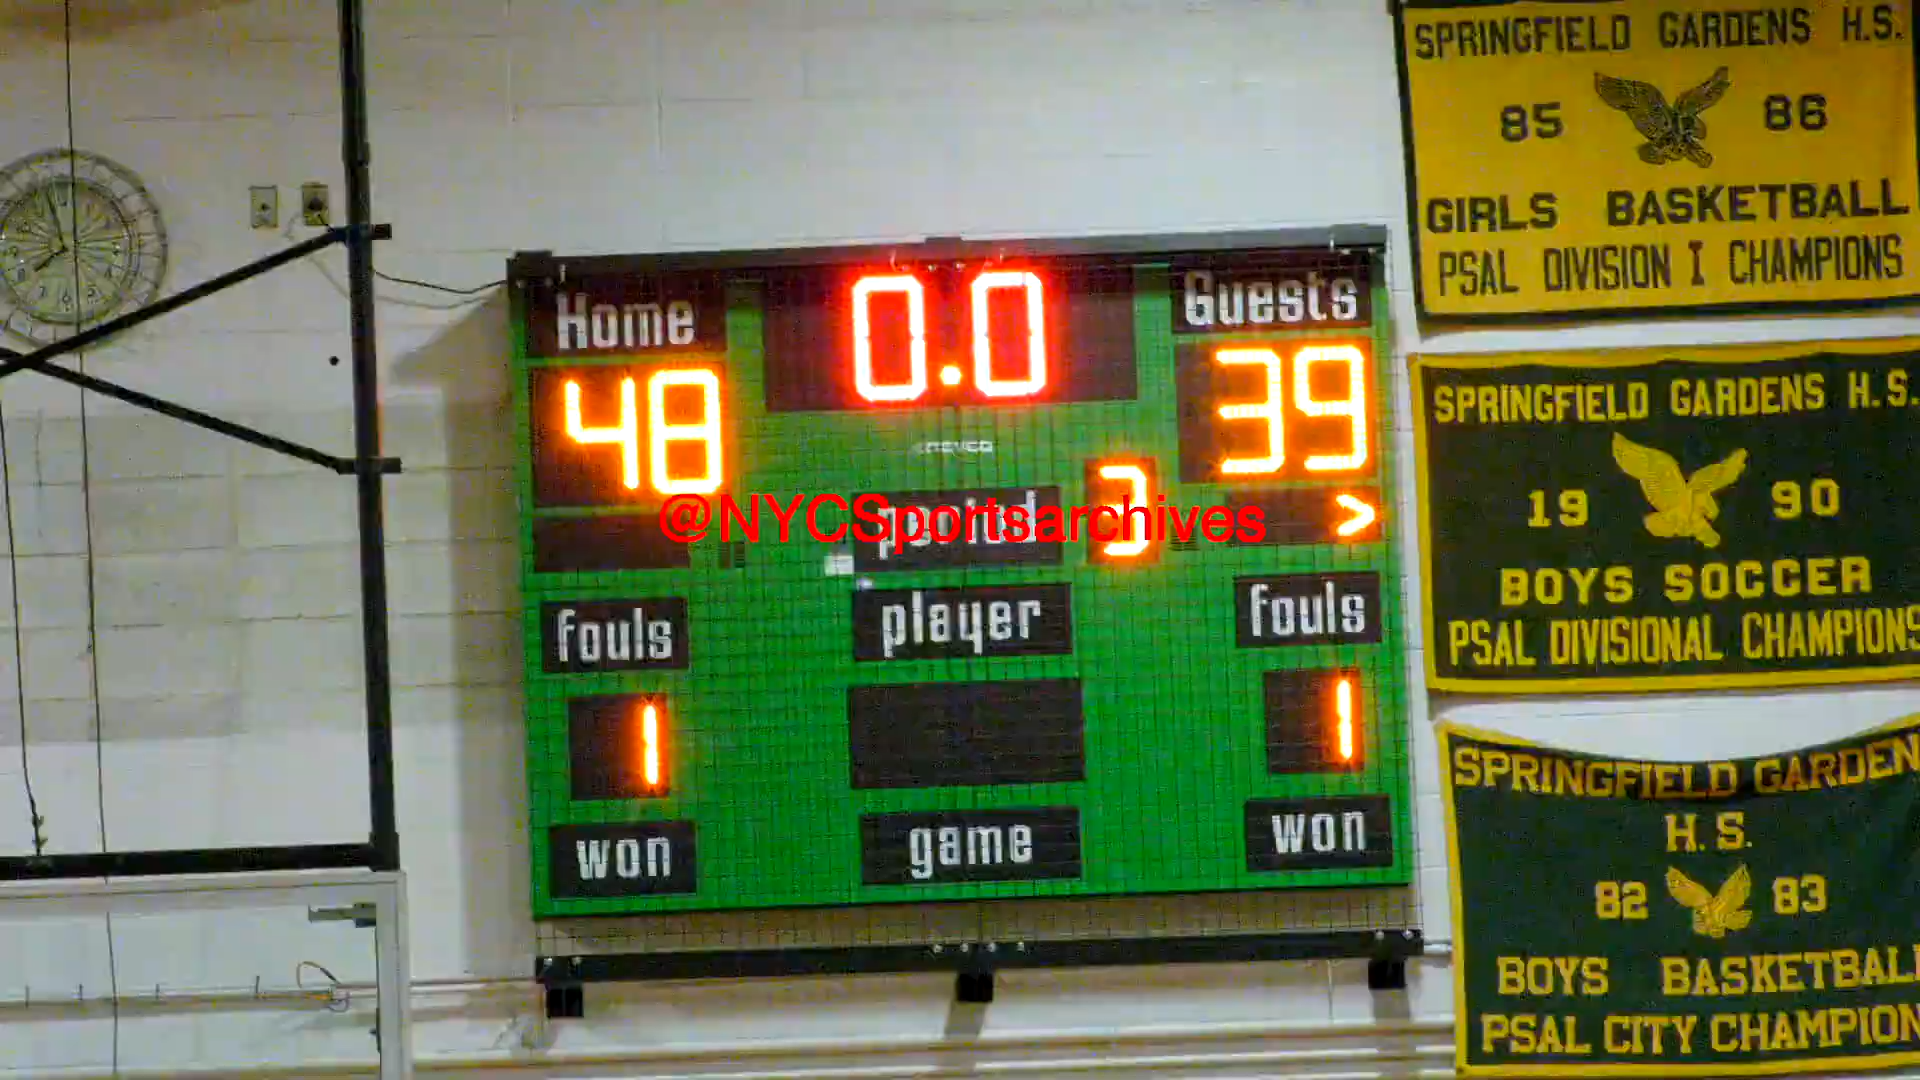 Home
0.0
Guests
48
39
period
3
>
@NYCSportsarchives
fouls
player
fouls
1
1
won
game
won
SPRINGFIELD GARDENS H.S.
85 86
GIRLS BASKETBALL
PSAL DIVISION I CHAMPIONS
SPRINGFIELD GARDENS H.S.
19 90
BOYS SOCCER
PSAL DIVISIONAL CHAMPIONS
SPRINGFIELD GARDEN
H.S.
82 83
BOYS BASKETBALL
PSAL CITY CHAMPION